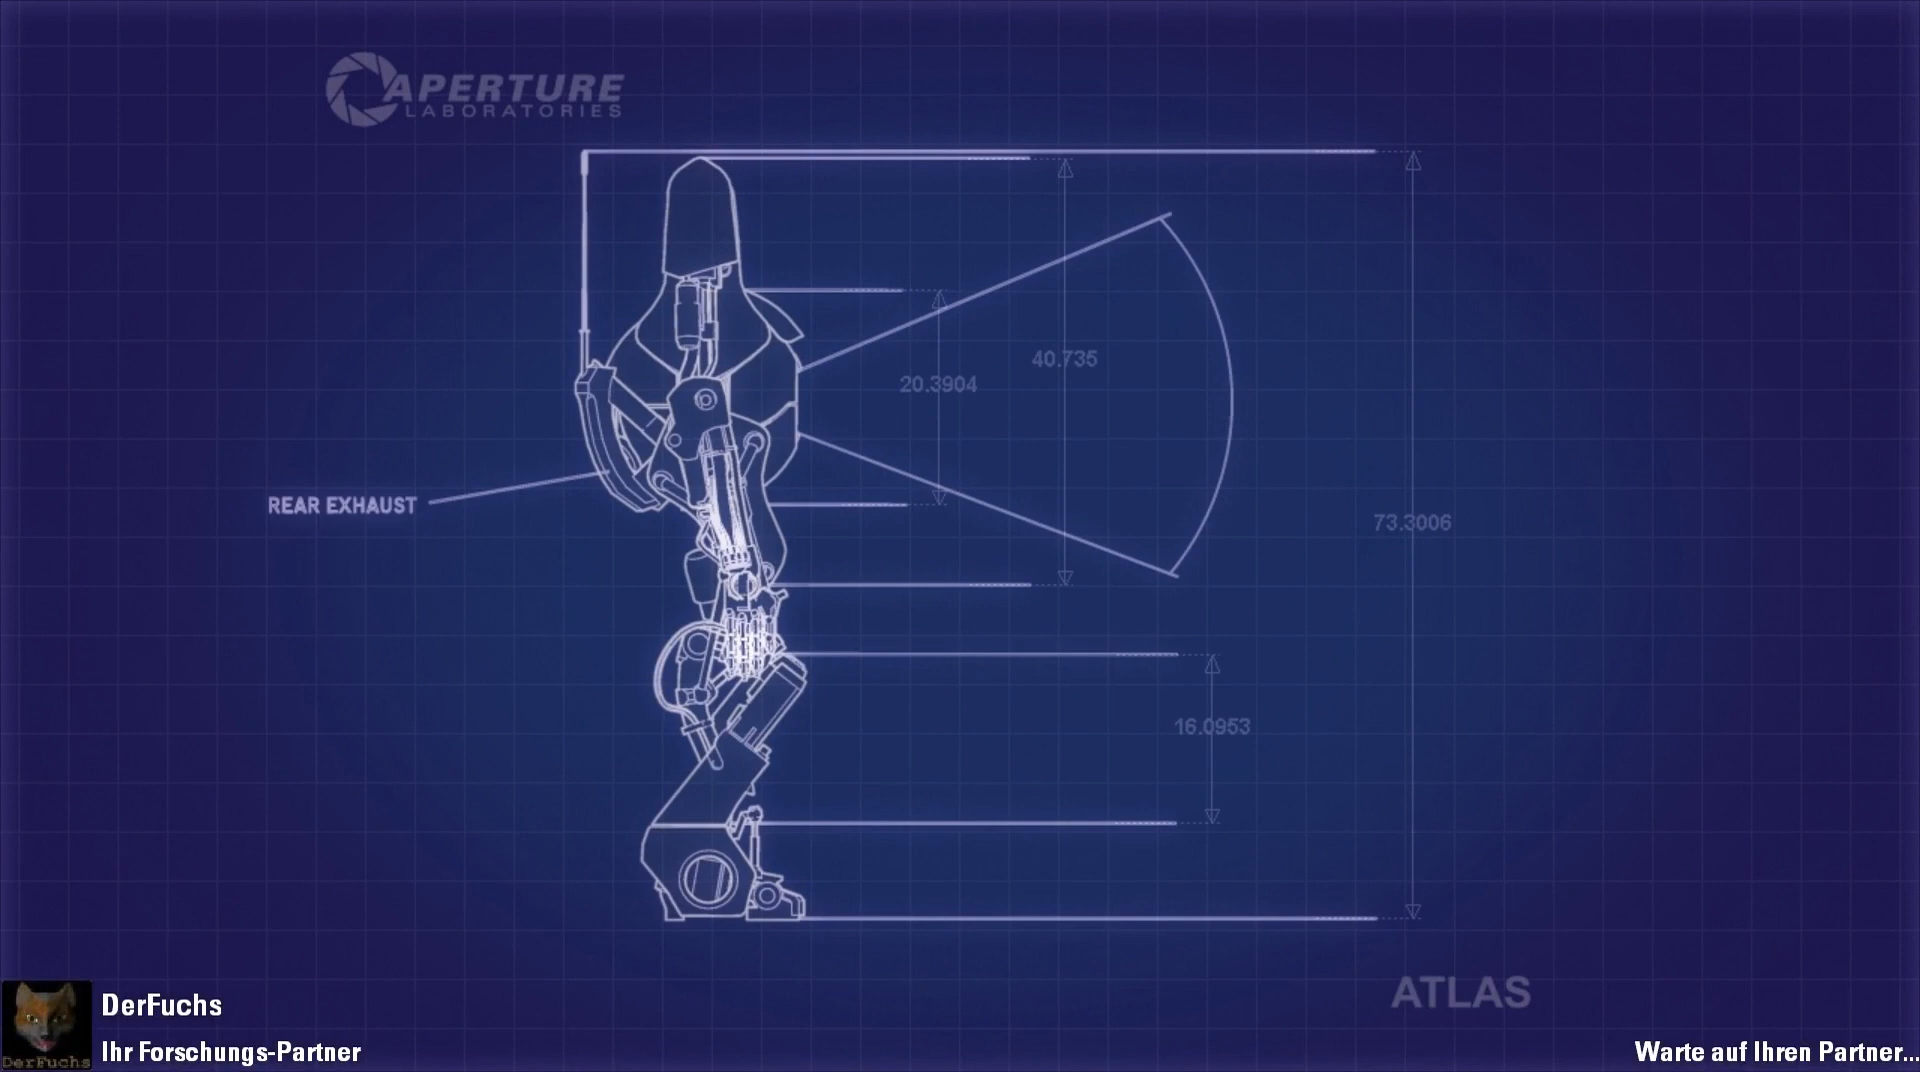 APERTURE
LABORATORIES
40.735
20.3904
REAR EXHAUST
73.3006
16.0953
ATLAS
DerFuchs
Ihr Forschungs-Partner
DerFuchs
Warte auf Ihren Partner...